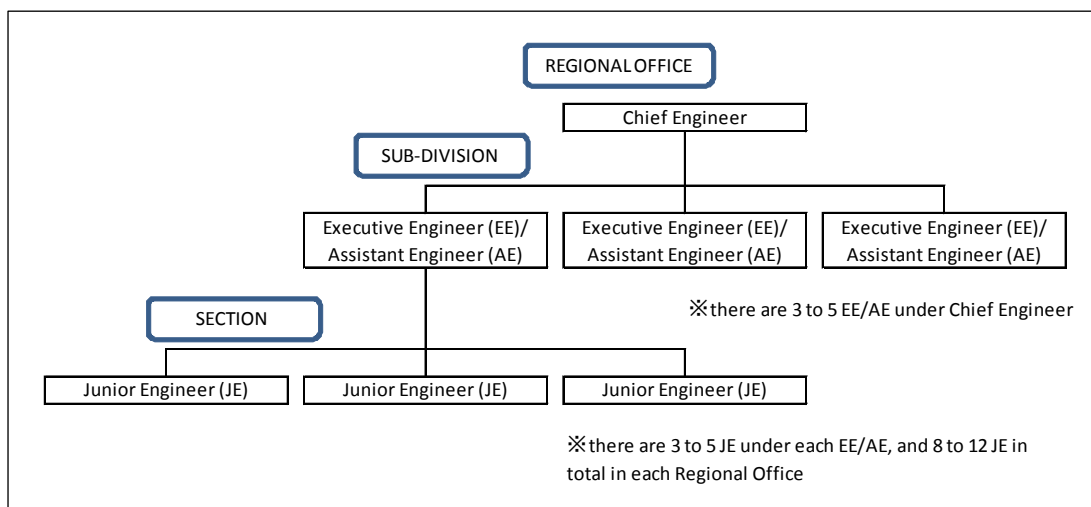 REGIONAL OFFICE
Chief Engineer
SUB-DIVISION
Executive Engineer (EE)/
Assistant Engineer (AE)
Executive Engineer (EE)/
Assistant Engineer (AE)
Executive Engineer (EE)/
Assistant Engineer (AE)
※there are 3 to 5 EE/AE under Chief Engineer
SECTION
Junior Engineer (JE)
Junior Engineer (JE)
Junior Engineer (JE)
※there are 3 to 5 JE under each EE/AE, and 8 to 12 JE in
total in each Regional Office